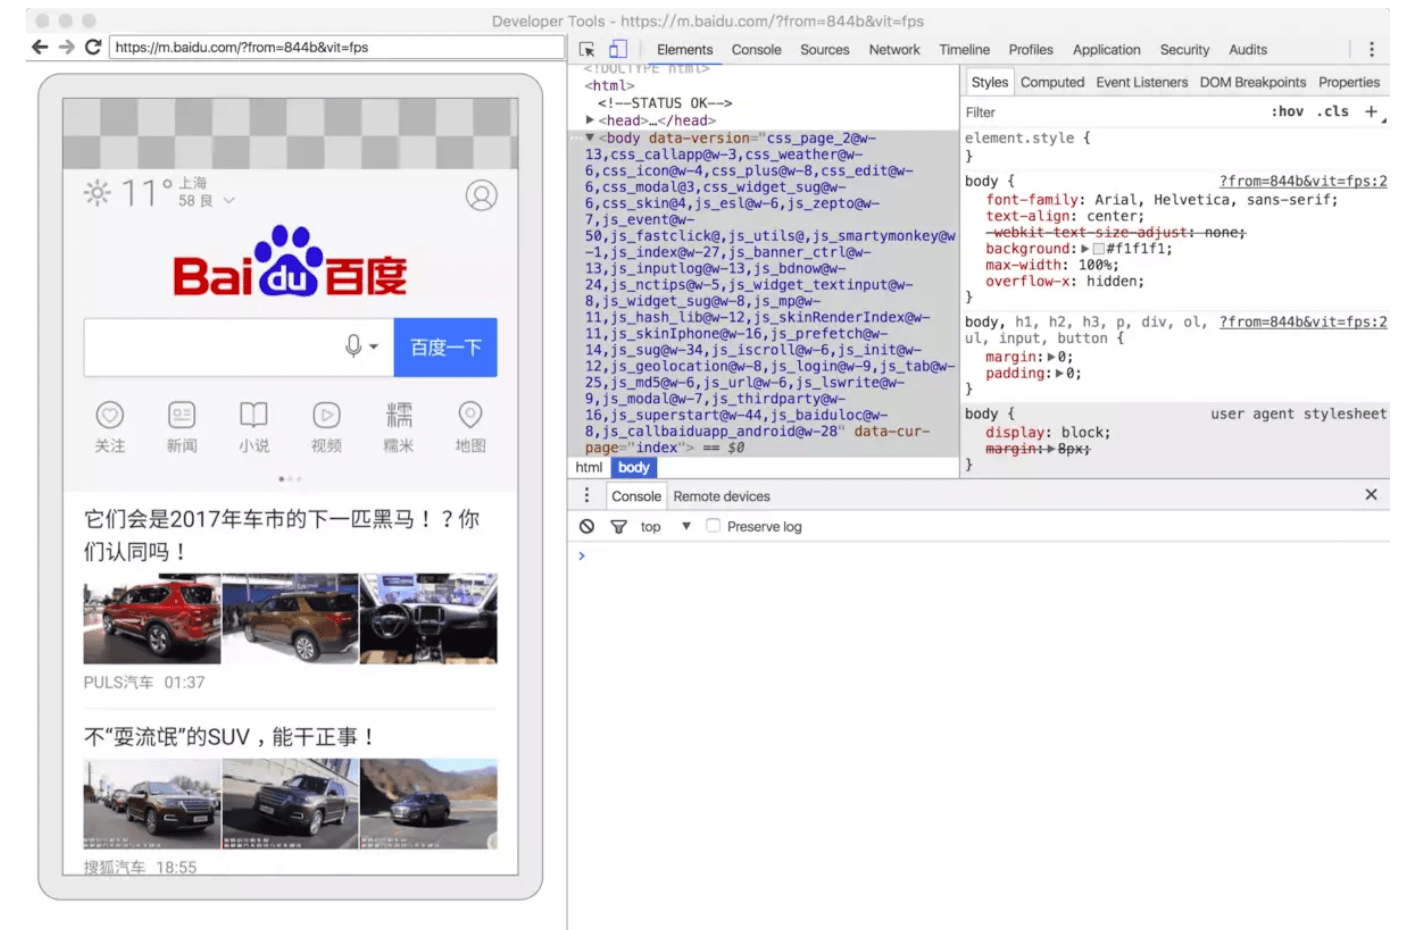 Developer Tools - https://m.baidu.com/?from=844b&vit=fps
https://m.baidu.com/?from=844b&vit=fps
Elements Console Sources Network Timeline Profiles Application Security Audits
11° 上海
58 良
Bai du 百度
百度一下
关注 新闻 小说 视频 糯米 地图
它们会是2017年车市的下一匹黑马！？你
们认同吗！
PULS汽车 01:37
不“耍流氓”的SUV，能干正事！
搜狐汽车 18:55
<!DOCTYPE html>
<html>
<!--STATUS OK-->
▶<head>…</head>
▼<body data-version="css_page_2@w-
13,css_callapp@w-3,css_weather@w-
6,css_icon@w-4,css_plus@w-8,css_edit@w-
6,css_modal@3,css_widget_sug@w-
6,css_skin@4,js_esl@w-6,js_zepto@w-
7,js_event@w-
50,js_fastclick@,js_utils@,js_smartymonkey@w
-1,js_index@w-27,js_banner_ctrl@w-
13,js_inputlog@w-13,js_bdnow@w-
24,js_nctips@w-5,js_widget_textinput@w-
8,js_widget_sug@w-8,js_mp@w-
8,js_hash_lib@w-12,js_skinRenderIndex@w-
11,js_skinIphone@w-16,js_prefetch@w-
14,js_sug@w-34,js_iscroll@w-6,js_init@w-
12,js_geolocation@w-8,js_login@w-9,js_tab@w-
25,js_md5@w-6,js_url@w-6,js_lswrite@w-
9,js_modal@w-7,js_thirdparty@w-
16,js_superstart@w-44,js_baiduloc@w-
8,js_callbaiduapp_android@w-28" data-cur-
page="index"> == $0
html body
Styles Computed Event Listeners DOM Breakpoints Properties
Filter :hov .cls +
element.style {
}
body { ?from=844b&vit=fps:2
font-family: Arial, Helvetica, sans-serif;
text-align: center;
-webkit-text-size-adjust: none;
background:▶#f1f1f1;
max-width: 100%;
overflow-x: hidden;
}
body, h1, h2, h3, p, div, ol, ?from=844b&vit=fps:2
ul, input, button {
margin:▶0;
padding:▶0;
}
body { user agent stylesheet
display: block;
margin:▶8px;
}
Console Remote devices
top ▼ Preserve log
>